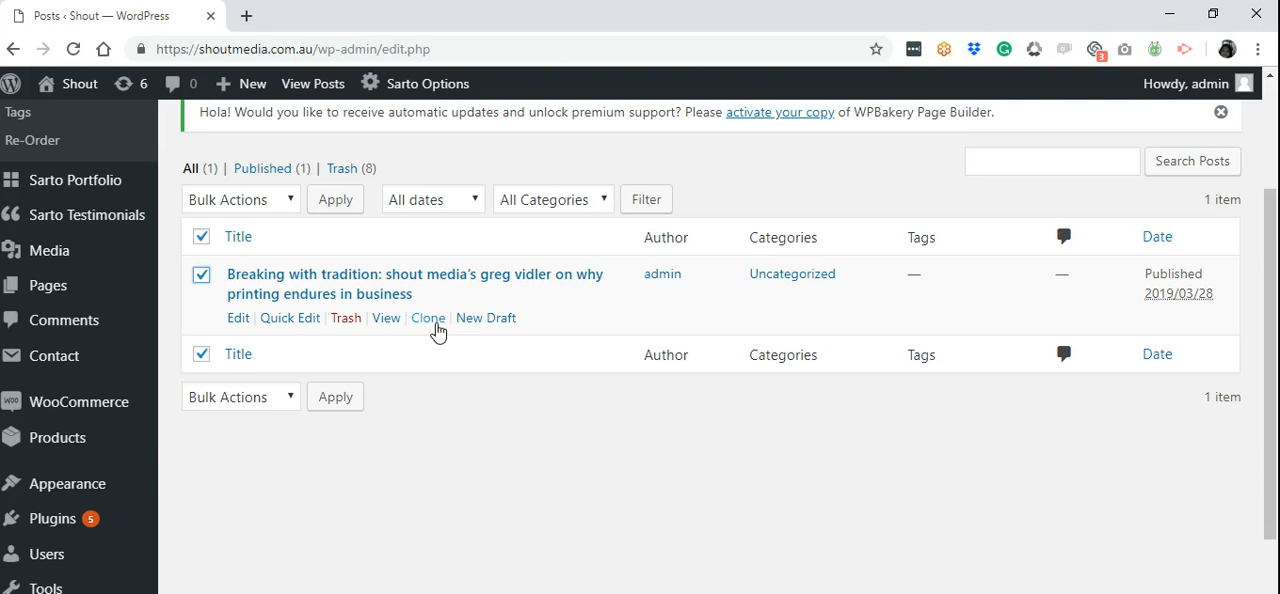 Posts ‹ Shout — WordPress
https://shoutmedia.com.au/wp-admin/edit.php
3
Shout 6 0 New View Posts Sarto Options Howdy, admin
Tags
Re-Order
Sarto Portfolio
Sarto Testimonials
Media
Pages
Comments
Contact
WooCommerce
Products
Appearance
Plugins 5
Users
Tools
Hola! Would you like to receive automatic updates and unlock premium support? Please activate your copy of WPBakery Page Builder.
All (1) | Published (1) | Trash (8)
Search Posts
Bulk Actions Apply All dates All Categories Filter 1 item
Title Author Categories Tags Date
Breaking with tradition: shout media's greg vidler on why admin Uncategorized — — Published
printing endures in business 2019/03/28
Edit | Quick Edit | Trash | View | Clone | New Draft
Title Author Categories Tags Date
Bulk Actions Apply 1 item